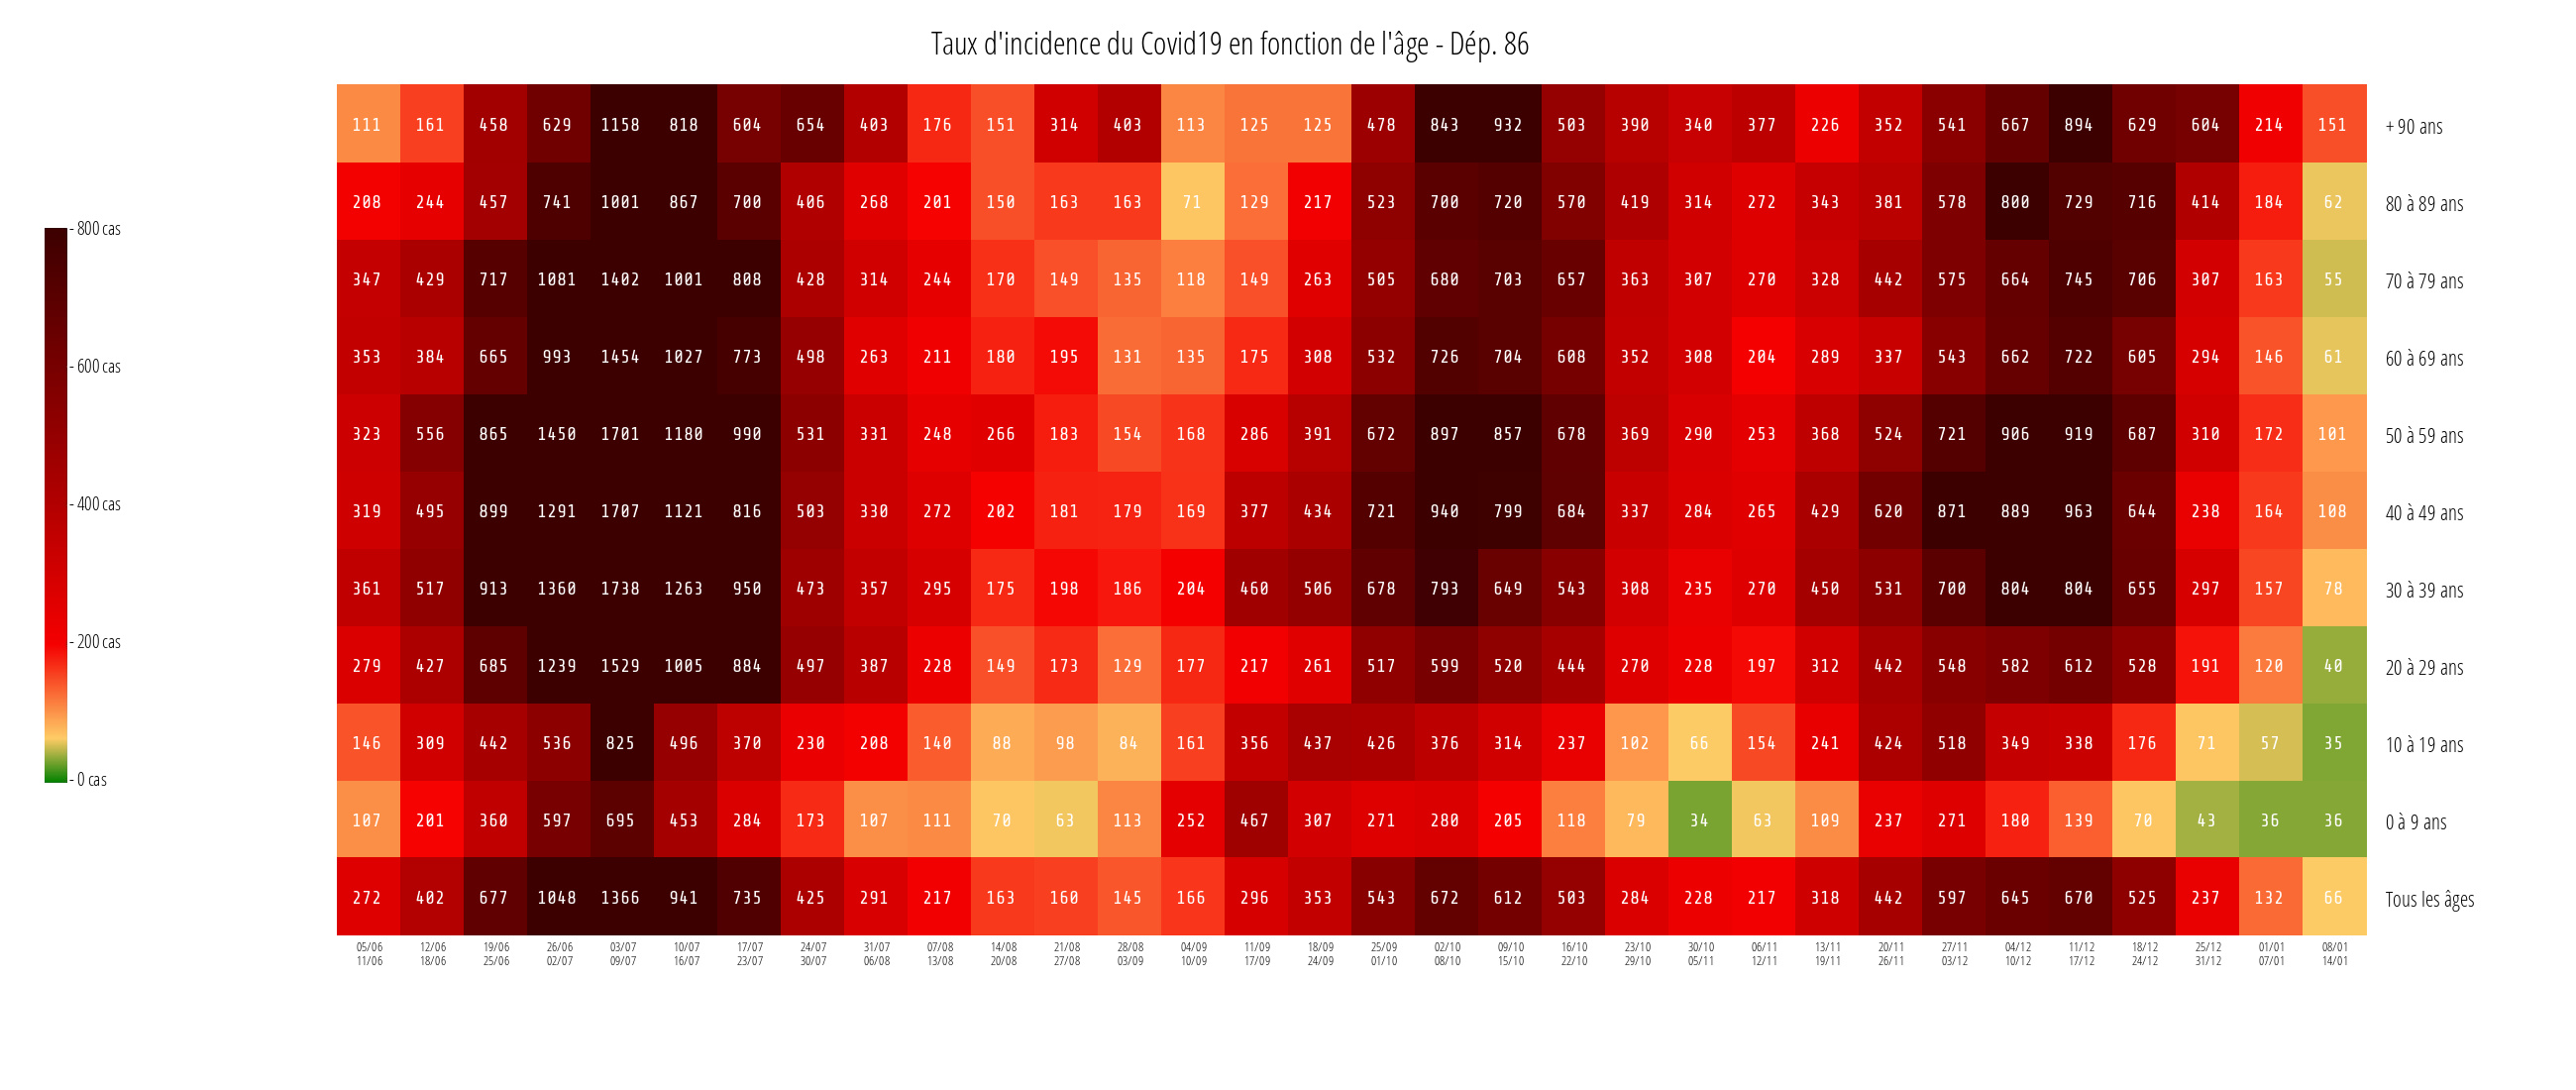 Taux d'incidence du Covid19 en fonction de l'âge - Dép. 86
- 800 cas
- 600 cas
- 400 cas
- 200 cas
- 0 cas
111 161 458 629 1158 818 604 654 403 176 151 314 403 113 125 125 478 843 932 503 390 340 377 226 352 541 667 894 629 604 214 151 + 90 ans
208 244 457 741 1001 867 700 406 268 201 150 163 163 71 129 217 523 700 720 570 419 314 272 343 381 578 800 729 716 414 184 62 80 à 89 ans
347 429 717 1081 1402 1001 808 428 314 244 170 149 135 118 149 263 505 680 703 657 363 307 270 328 442 575 664 745 706 307 163 55 70 à 79 ans
353 384 665 993 1454 1027 773 498 263 211 180 195 131 135 175 308 532 726 704 608 352 308 204 289 337 543 662 722 605 294 146 61 60 à 69 ans
323 556 865 1450 1701 1180 990 531 331 248 266 183 154 168 286 391 672 897 857 678 369 290 253 368 524 721 906 919 687 310 172 101 50 à 59 ans
319 495 899 1291 1707 1121 816 503 330 272 202 181 179 169 377 434 721 940 799 684 337 284 265 429 620 871 889 963 644 238 164 108 40 à 49 ans
361 517 913 1360 1738 1263 950 473 357 295 175 198 186 204 460 506 678 793 649 543 308 235 270 450 531 700 804 804 655 297 157 78 30 à 39 ans
279 427 685 1239 1529 1005 884 497 387 228 149 173 129 177 217 261 517 599 520 444 270 228 197 312 442 548 582 612 528 191 120 40 20 à 29 ans
146 309 442 536 825 496 370 230 208 140 88 98 84 161 356 437 426 376 314 237 102 66 154 241 424 518 349 338 176 71 57 35 10 à 19 ans
107 201 360 597 695 453 284 173 107 111 70 63 113 252 467 307 271 280 205 118 79 34 63 109 237 271 180 139 70 43 36 36 0 à 9 ans
272 402 677 1048 1366 941 735 425 291 217 163 160 145 166 296 353 543 672 612 503 284 228 217 318 442 597 645 670 525 237 132 66 Tous les âges
05/06 12/06 19/06 26/06 03/07 10/07 17/07 24/07 31/07 07/08 14/08 21/08 28/08 04/09 11/09 18/09 25/09 02/10 09/10 16/10 23/10 30/10 06/11 13/11 20/11 27/11 04/12 11/12 18/12 25/12 01/01 08/01
11/06 18/06 25/06 02/07 09/07 16/07 23/07 30/07 06/08 13/08 20/08 27/08 03/09 10/09 17/09 24/09 01/10 08/10 15/10 22/10 29/10 05/11 12/11 19/11 26/11 03/12 10/12 17/12 24/12 31/12 07/01 14/01